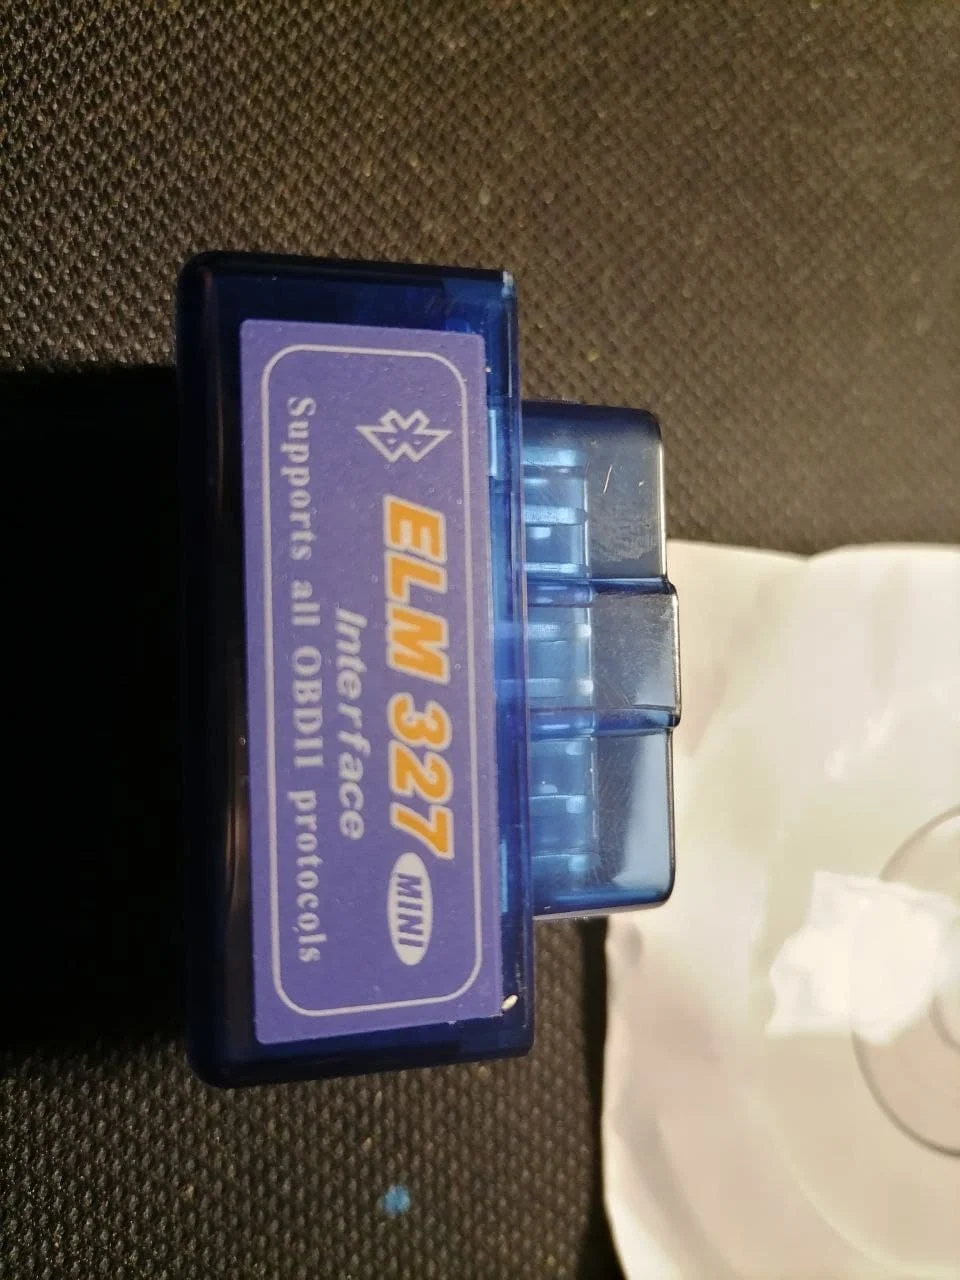 ELM 327 MINI
Interface
Supports all OBDII protocols